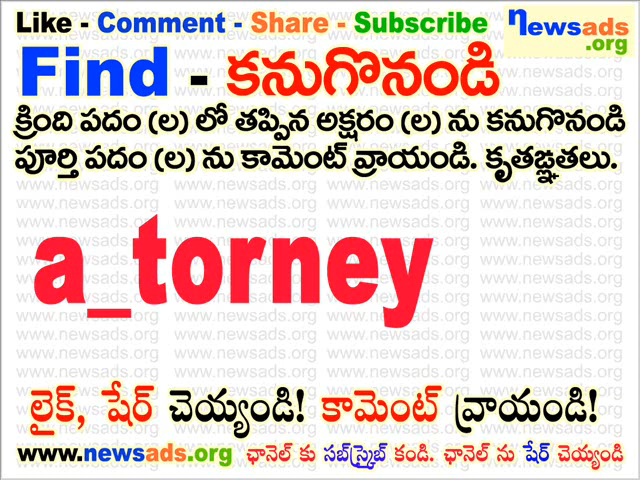 Like - Comment - Share - Subscribe
newsads
.org
Find - కనుగొనండి
క్రింది పదం (ల) లో తప్పిన అక్షరం (ల) ను కనుగొనండి
పూర్తి పదం (ల) ను కామెంట్ వ్రాయండి. కృతజ్ఞతలు.
a_torney
లైక్, షేర్ చెయ్యండి! కామెంట్ వ్రాయండి!
www.newsads.org ఛానెల్ కు సబ్‌స్క్రైబ్ కండి. ఛానెల్ ను షేర్ చెయ్యండి